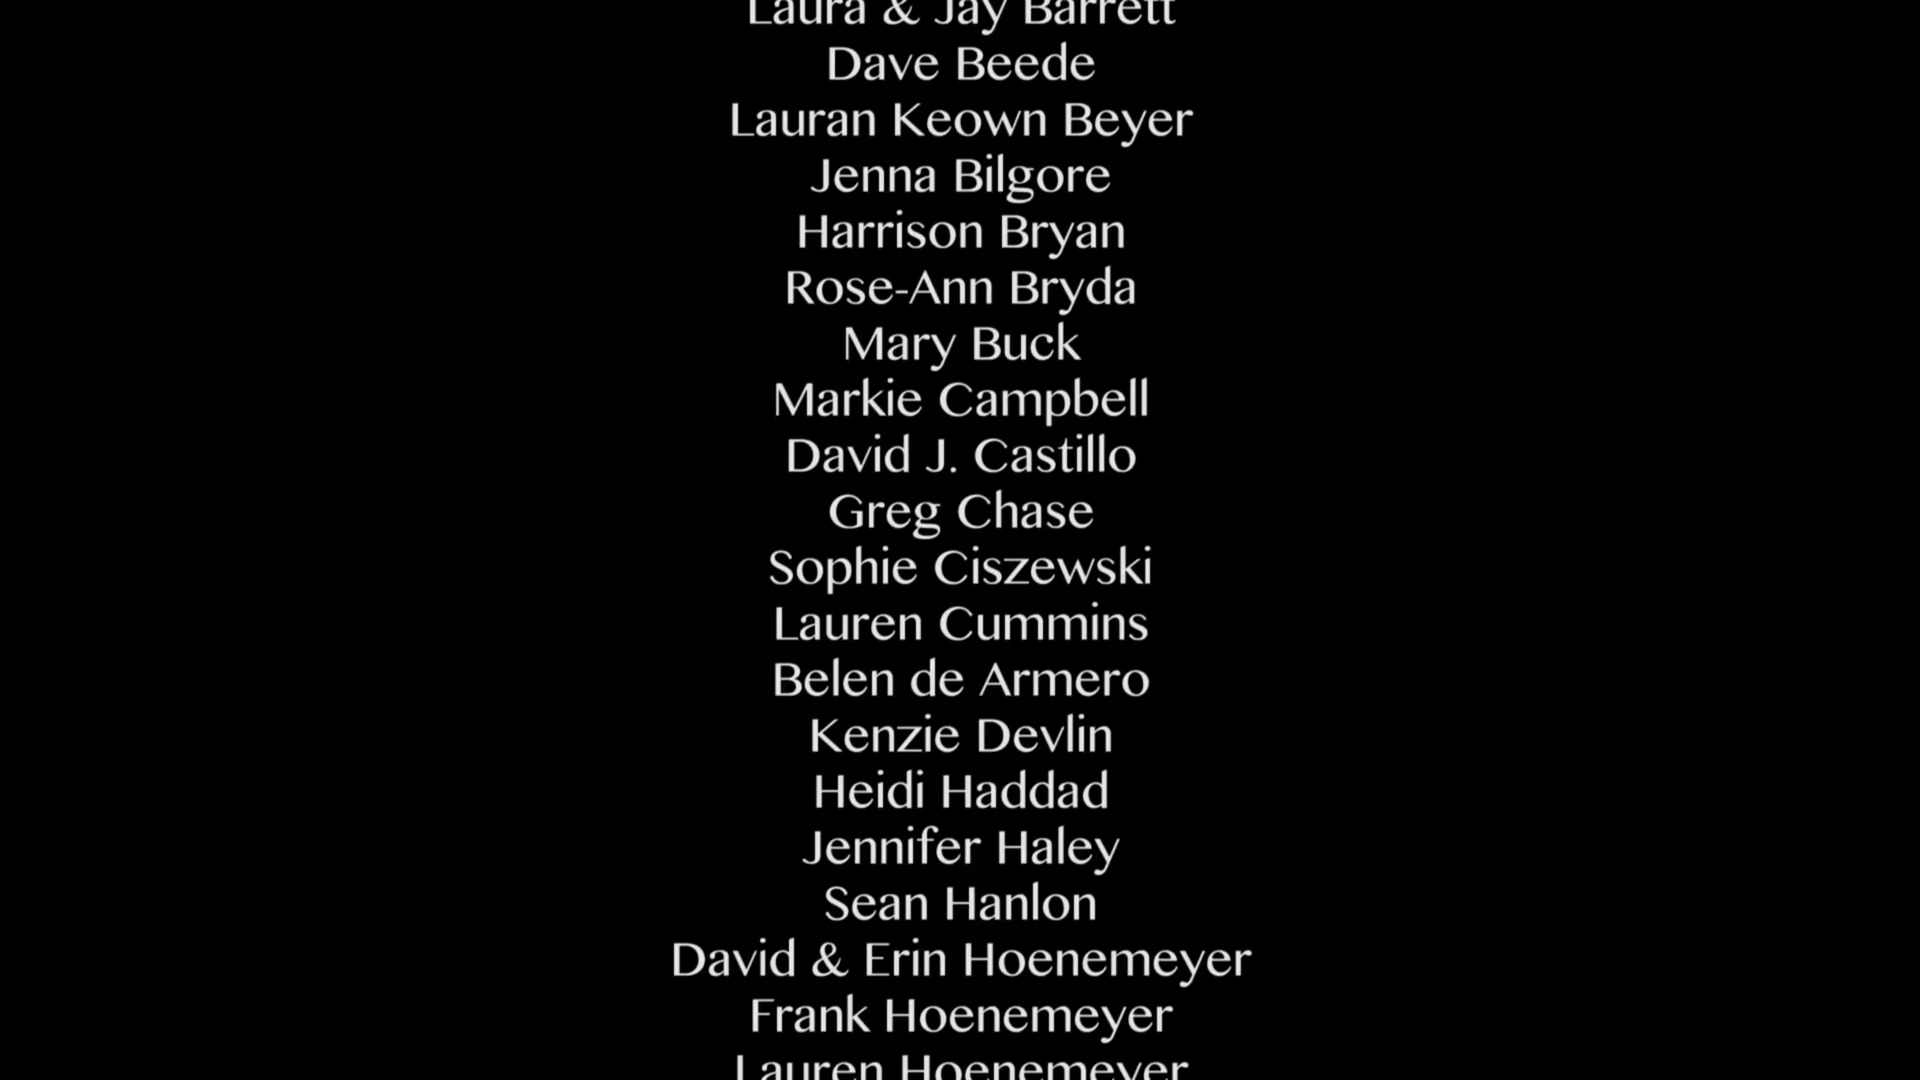 Laura & Jay Barrett
Dave Beede
Lauran Keown Beyer
Jenna Bilgore
Harrison Bryan
Rose-Ann Bryda
Mary Buck
Markie Campbell
David J. Castillo
Greg Chase
Sophie Ciszewski
Lauren Cummins
Belen de Armero
Kenzie Devlin
Heidi Haddad
Jennifer Haley
Sean Hanlon
David & Erin Hoenemeyer
Frank Hoenemeyer
Lauren Hoenemeyer